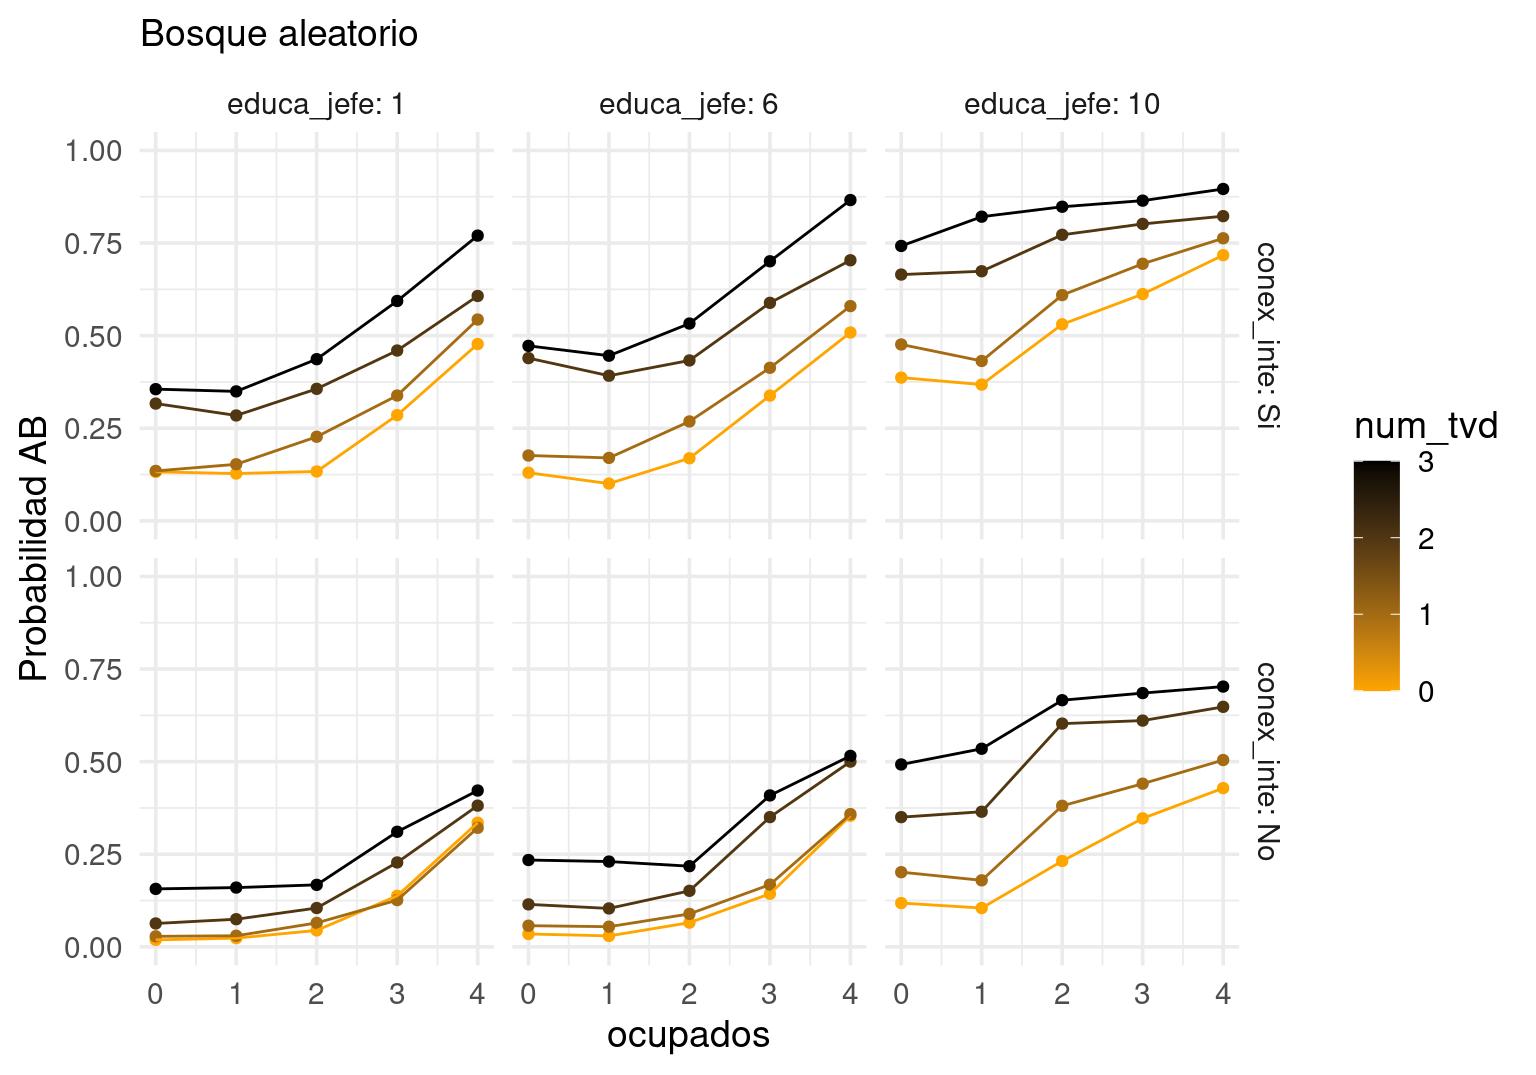 Bosque aleatorio
educa_jefe: 1
educa_jefe: 6
educa_jefe: 10
Probabilidad AB
1.00
0.75
0.50
0.25
0.00
conex_inte: Si
1.00
0.75
0.50
0.25
0.00
conex_inte: No
0 1 2 3 4
0 1 2 3 4
0 1 2 3 4
ocupados
num_tvd
3
2
1
0